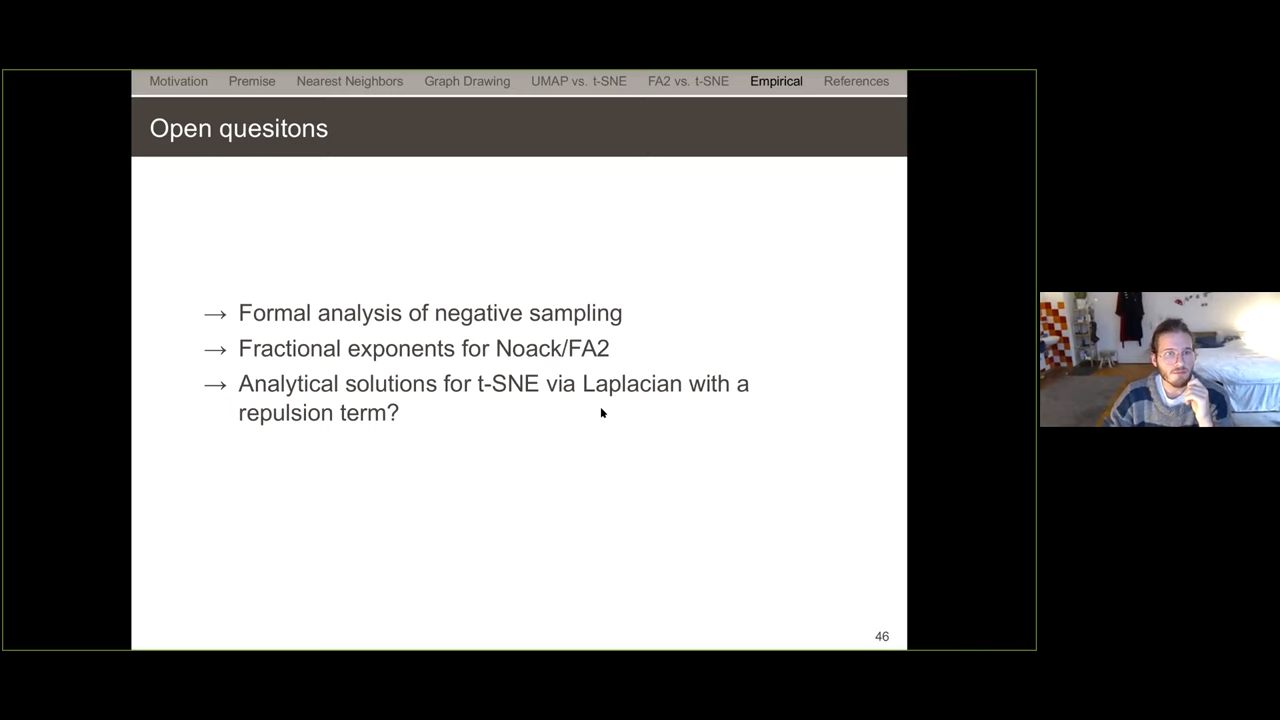 Motivation Premise Nearest Neighbors Graph Drawing UMAP vs. t-SNE FA2 vs. t-SNE Empirical References
Open quesitons
→ Formal analysis of negative sampling
→ Fractional exponents for Noack/FA2
→ Analytical solutions for t-SNE via Laplacian with a
repulsion term?
46